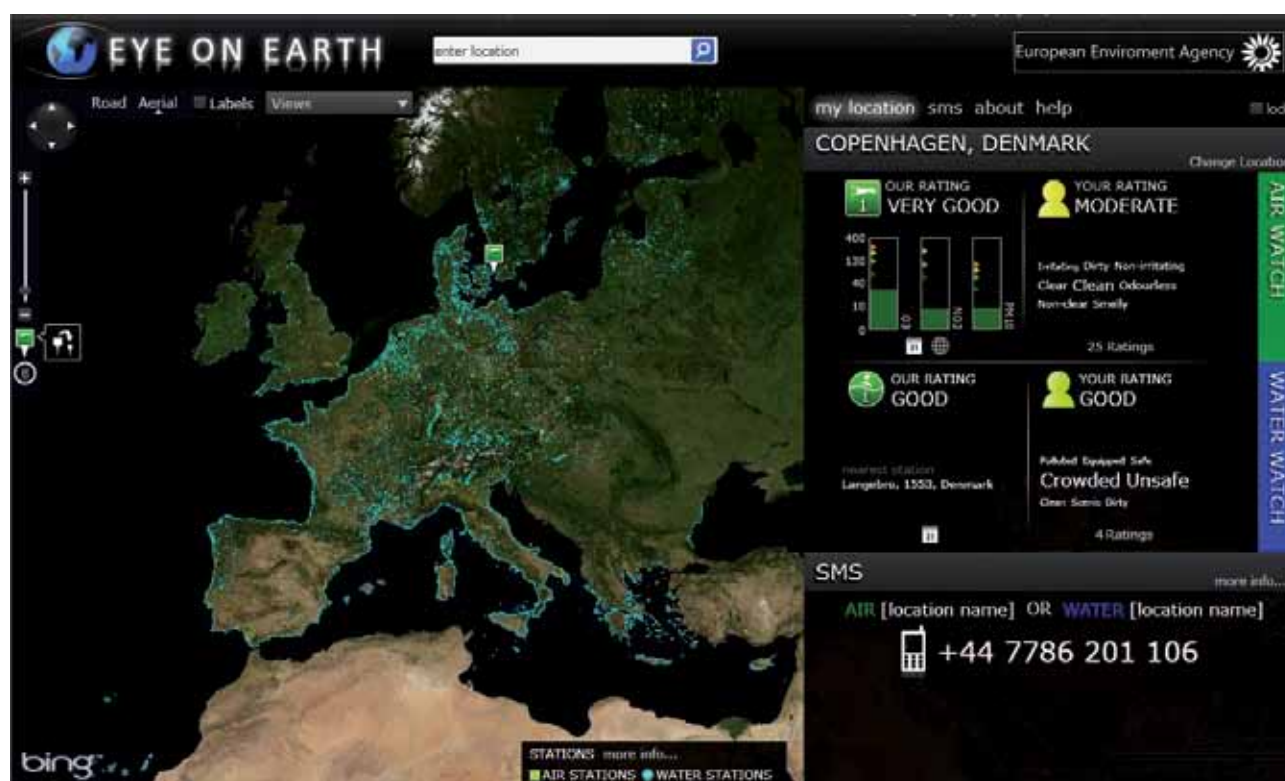 EYE ON EARTH
enter location
European Enviroment Agency
Road Aerial Labels Views
my location sms about help
loc
COPENHAGEN, DENMARK
Change Location
OUR RATING
VERY GOOD
1
400
130
40
10
0
O3
NO2
PM10
YOUR RATING
MODERATE
Irritating Dirty Non-irritating
Clear Clean Odourless
Non-clear Smelly
25 Ratings
AIR WATCH
OUR RATING
GOOD
1
nearest station
Langebro, 1553, Denmark
YOUR RATING
GOOD
Polluted Equipped Safe
Crowded Unsafe
Clean Scenic Dirty
4 Ratings
WATER WATCH
SMS
more info...
AIR [location name] OR WATER [location name]
+44 7786 201 106
bing
STATIONS more info...
AIR STATIONS WATER STATIONS